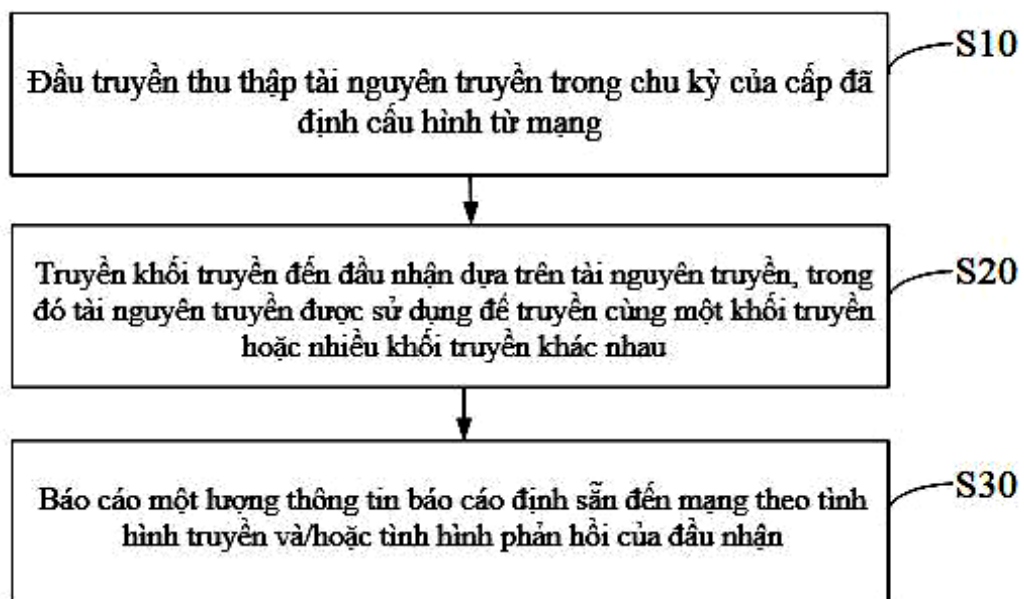 S10
Đầu truyền thu thập tài nguyên truyền trong chu kỳ của cấp đã
định cấu hình từ mạng
S20
Truyền khối truyền đến đầu nhận dựa trên tài nguyên truyền, trong
đó tài nguyên truyền được sử dụng để truyền cùng một khối truyền
hoặc nhiều khối truyền khác nhau
S30
Báo cáo một lượng thông tin báo cáo định sẵn đến mạng theo tình
hình truyền và/hoặc tình hình phản hồi của đầu nhận